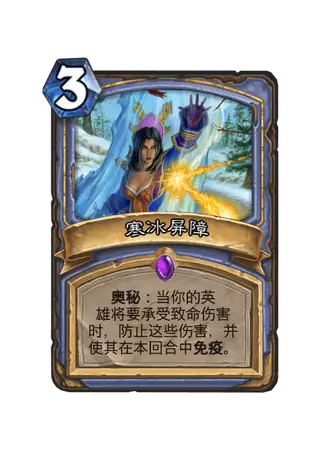 3
寒冰屏障
奥秘：当你的英
雄将要承受致命伤害
时，防止这些伤害，并
使其在本回合中免疫。